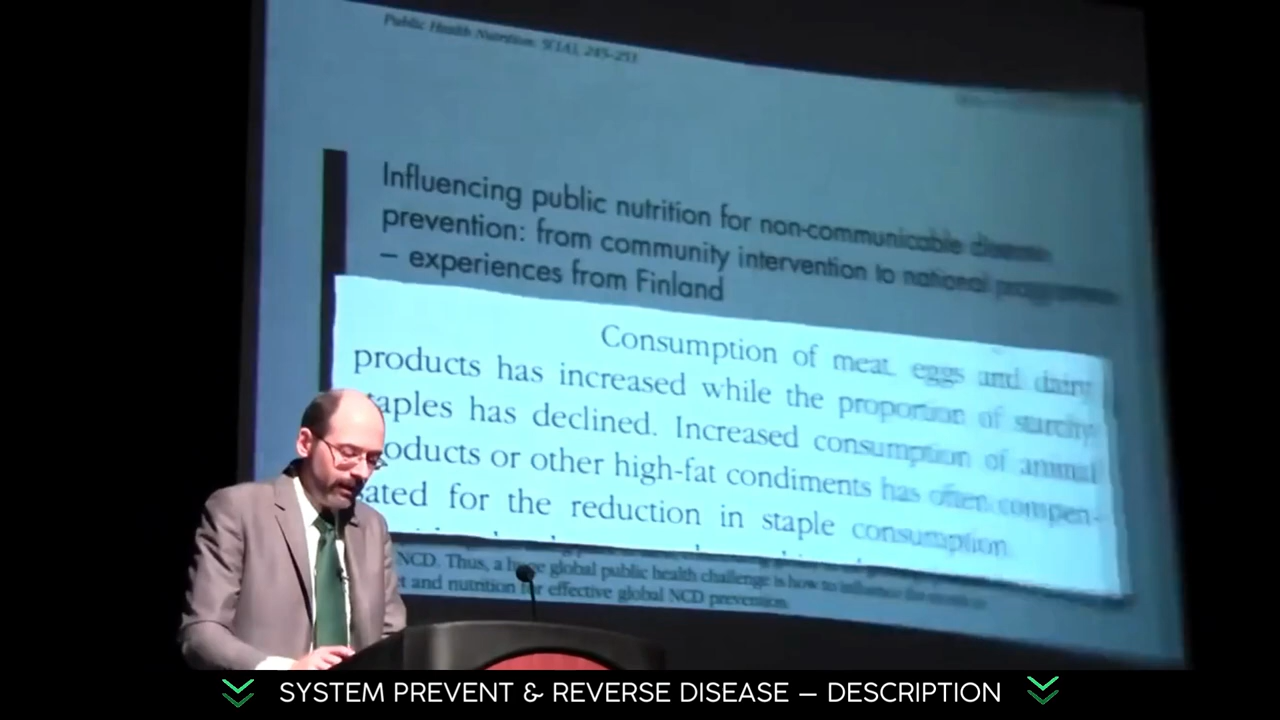 Public Health Nutrition: 5(1A), 245–251
Influencing public nutrition for non-communicable disease
prevention: from community intervention to national programme
– experiences from Finland
Consumption of meat, eggs and dairy
products has increased while the proportion of starchy
staples has declined. Increased consumption of animal
products or other high-fat condiments has often compen-
sated for the reduction in staple consumption.
NCD. Thus, a huge global public health challenge is how to influence the
and nutrition for effective global NCD prevention.
SYSTEM PREVENT & REVERSE DISEASE – DESCRIPTION